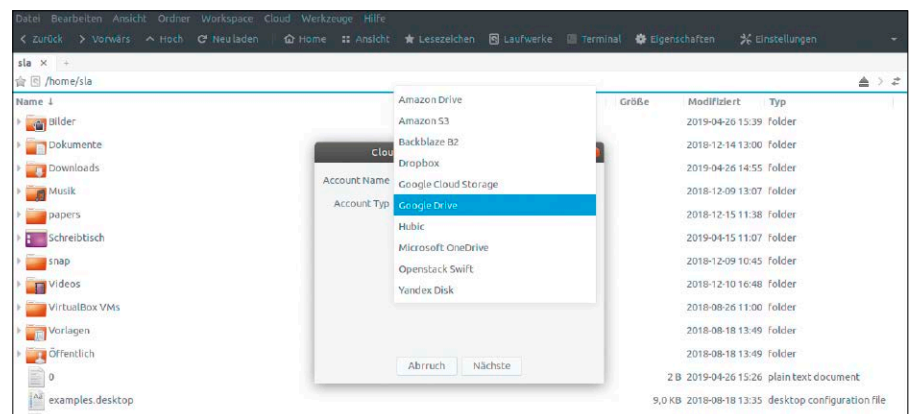 Datei Bearbeiten Ansicht Ordner Workspace Cloud Werkzeuge Hilfe
Zurück Vorwärs Hoch Neu laden Home Ansicht Lesezeichen Laufwerke Terminal Eigenschaften Einstellungen
sla × +
/home/sla
Name Größe Modifiziert Typ
Bilder 2019-04-26 15:39 folder
Dokumente 2018-12-14 13:00 folder
Downloads 2019-04-26 14:55 folder
Musik 2018-12-09 13:07 folder
papers 2018-12-15 11:38 folder
Schreibtisch 2019-04-15 11:07 folder
snap 2018-12-09 10:45 folder
Videos 2018-12-10 16:48 folder
VirtualBox VMs 2018-08-26 11:00 folder
Vorlagen 2018-08-18 13:49 folder
Öffentlich 2018-08-18 13:49 folder
0 2 B 2019-04-26 15:26 plain text document
examples.desktop 9,0 KB 2018-08-18 13:35 desktop configuration file
Clou
Account Name
Account Typ
Amazon Drive
Amazon S3
Backblaze B2
Dropbox
Google Cloud Storage
Google Drive
Hubic
Microsoft OneDrive
Openstack Swift
Yandex Disk
Abrruch Nächste